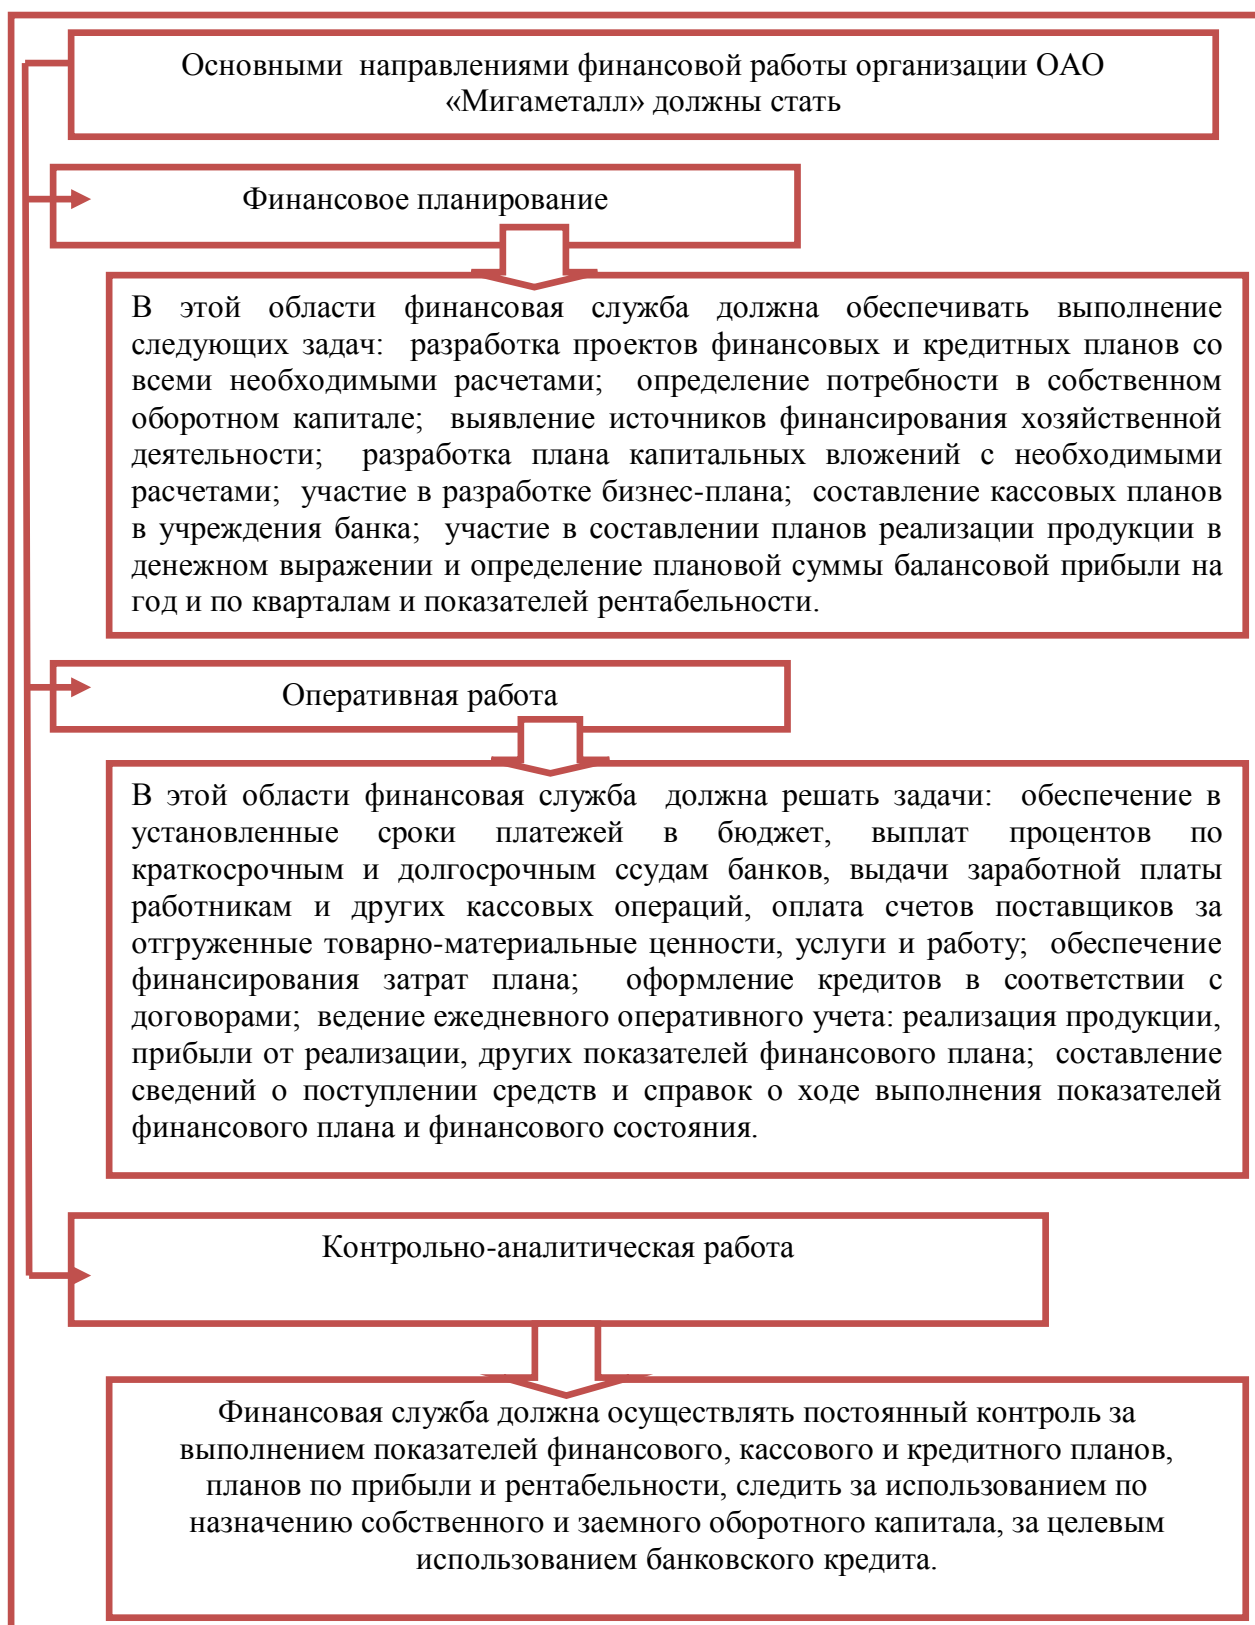 Основными направлениями финансовой работы организации ОАО
«Мигаметалл» должны стать
Финансовое планирование
В этой области финансовая служба должна обеспечивать выполнение
следующих задач: разработка проектов финансовых и кредитных планов со
всеми необходимыми расчетами; определение потребности в собственном
оборотном капитале; выявление источников финансирования хозяйственной
деятельности; разработка плана капитальных вложений с необходимыми
расчетами; участие в разработке бизнес-плана; составление кассовых планов
в учреждения банка; участие в составлении планов реализации продукции в
денежном выражении и определение плановой суммы балансовой прибыли на
год и по кварталам и показателей рентабельности.
Оперативная работа
В этой области финансовая служба должна решать задачи: обеспечение в
установленные сроки платежей в бюджет, выплат процентов по
краткосрочным и долгосрочным ссудам банков, выдачи заработной платы
работникам и других кассовых операций, оплата счетов поставщиков за
отгруженные товарно-материальные ценности, услуги и работу; обеспечение
финансирования затрат плана; оформление кредитов в соответствии с
договорами; ведение ежедневного оперативного учета: реализация продукции,
прибыли от реализации, других показателей финансового плана; составление
сведений о поступлении средств и справок о ходе выполнения показателей
финансового плана и финансового состояния.
Контрольно-аналитическая работа
Финансовая служба должна осуществлять постоянный контроль за
выполнением показателей финансового, кассового и кредитного планов,
планов по прибыли и рентабельности, следить за использованием по
назначению собственного и заемного оборотного капитала, за целевым
использованием банковского кредита.